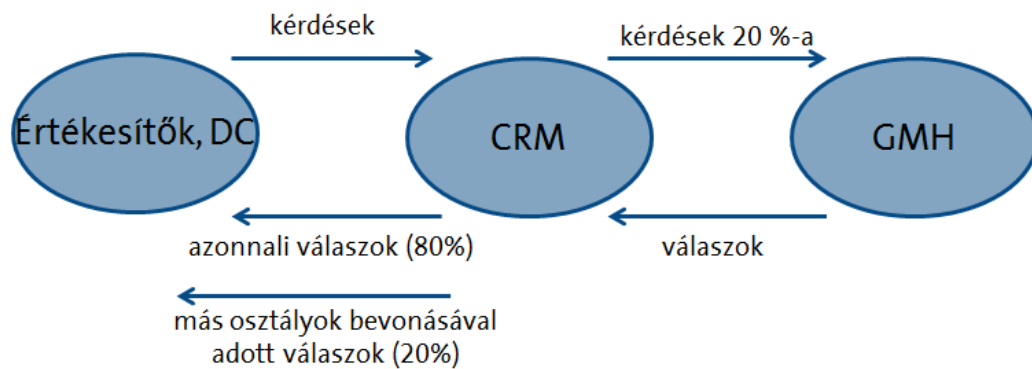 kérdések
kérdések 20 %-a
Értékesítők, DC
CRM
GMH
azonnali válaszok (80%)
válaszok
más osztályok bevonásával
adott válaszok (20%)